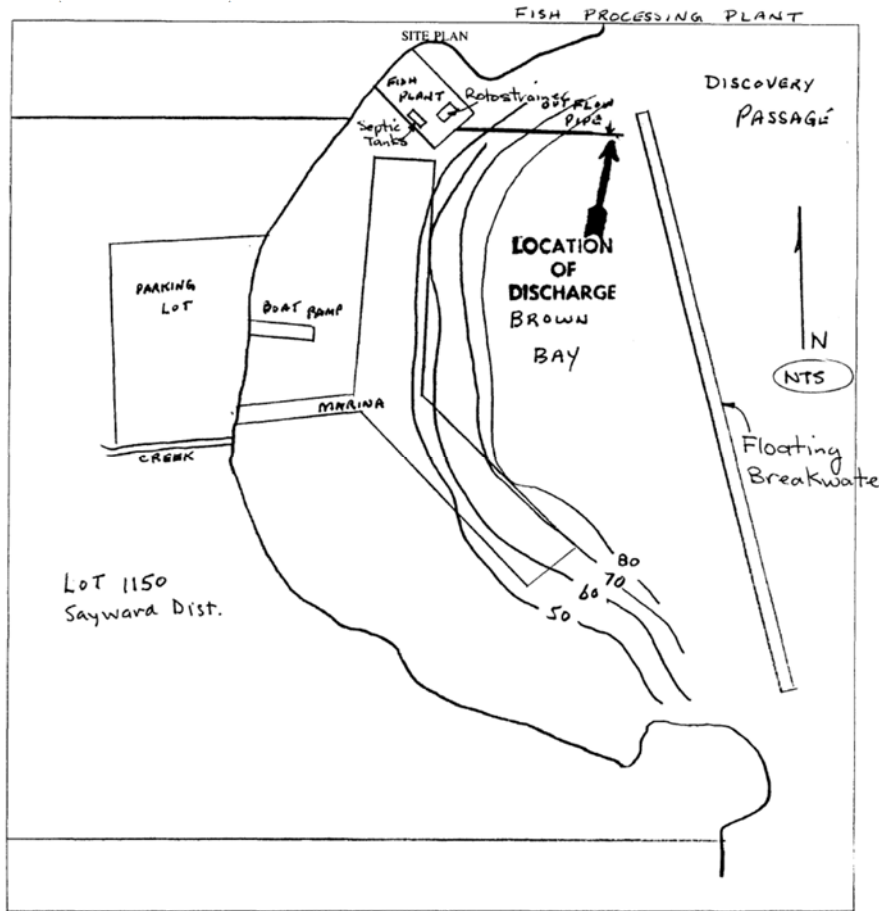 FISH PROCESSING PLANT
SITE PLAN
FISH
PLANT
Rotostrainer
Septic
Tanks
OUTFLOW
PIPE
DISCOVERY
PASSAGE
LOCATION
OF
DISCHARGE
BROWN
BAY
N
NTS
PARKING
LOT
BOAT RAMP
MARINA
CREEK
Floating
Breakwate
LOT 1150
Sayward Dist.
80
70
60
50